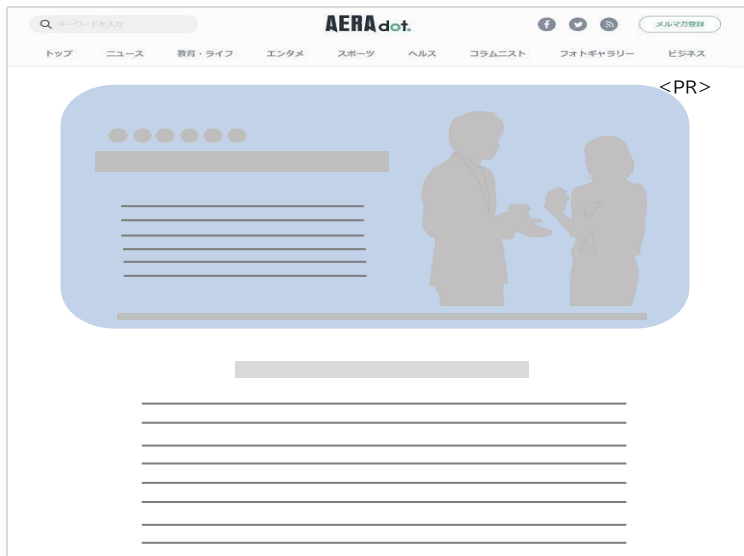 キーワードを入力
AERA dot.
メルマガ登録
トップ ニュース 教育・ライフ エンタメ スポーツ ヘルス コラムニスト フォトギャラリー ビジネス
<PR>